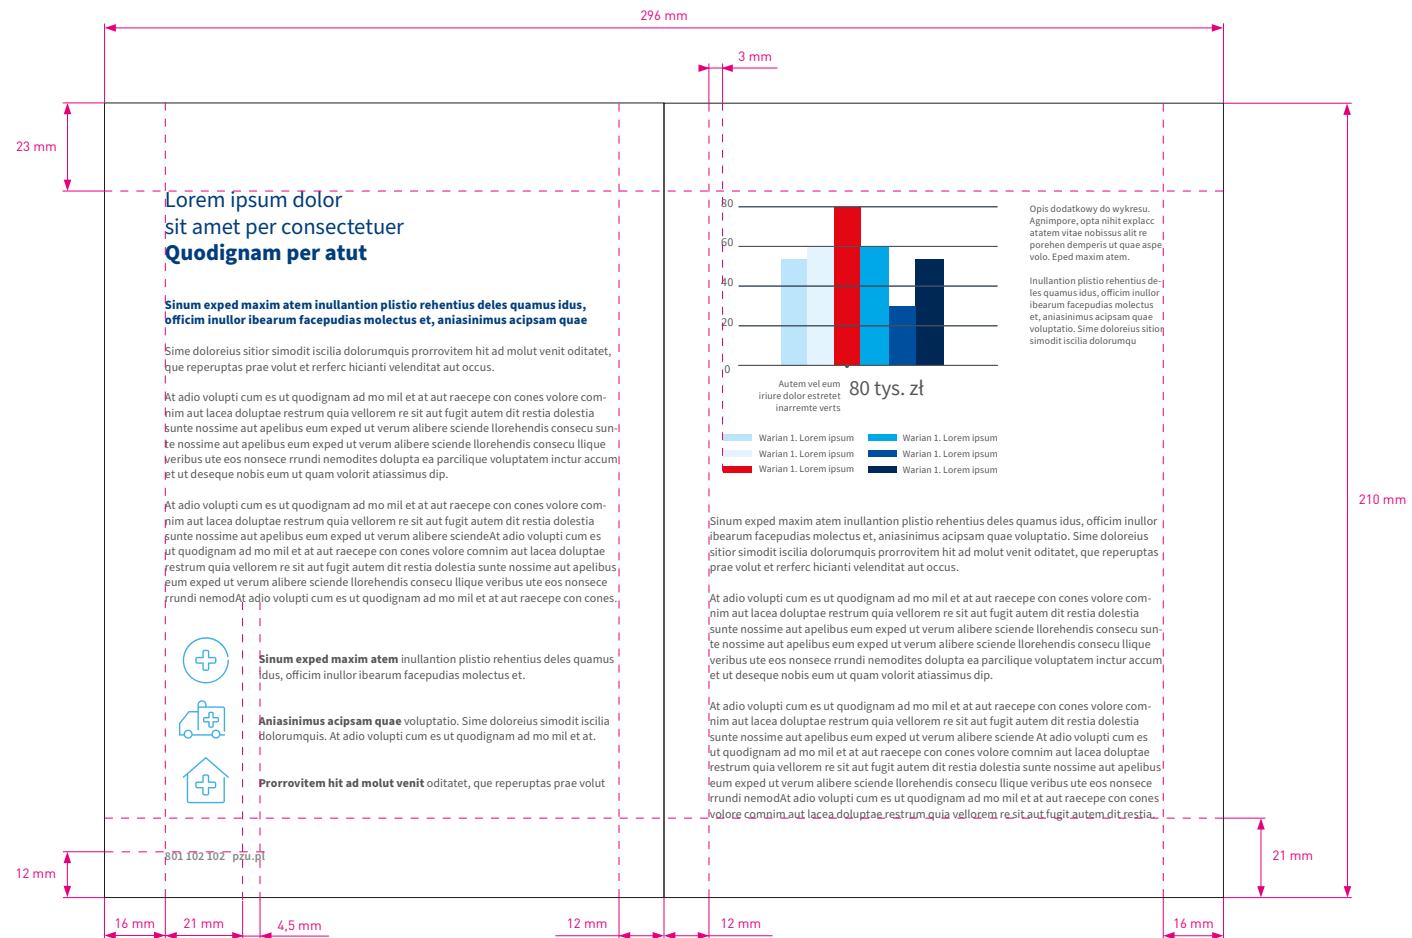 296 mm
3 mm
23 mm
Lorem ipsum dolor
sit amet per consectetuer
Quodignam per atut
Sinum exped maxim atem inullantion plistio rehentius deles quamus idus,
officim inullor ibearum facepudias molectus et, aniasinimus acipsam quae
Sime doloreius sitior simodit iscilia dolorumquis prorrovitem hit ad molut venit oditatet,
que reperuptas prae volut et rerferc hicianti velenditat aut occus.
At adio volupti cum es ut quodignam ad mo mil et at aut raecepe con cones volore com-
nim aut lacea doluptae restrum quia vellorem re sit aut fugit autem dit restia dolestia
sunte nossime aut apelibus eum exped ut verum alibere sciende llorehendis consecu sun-
te nossime aut apelibus eum exped ut verum alibere sciende llorehendis consecu llique
veribus ute eos nonsece rrundi nemodites dolupta ea parcilique voluptatem inctur accum
et ut deseque nobis eum ut quam volorit atiassimus dip.
At adio volupti cum es ut quodignam ad mo mil et at aut raecepe con cones volore com-
nim aut lacea doluptae restrum quia vellorem re sit aut fugit autem dit restia dolestia
sunte nossime aut apelibus eum exped ut verum alibere sciendeAt adio volupti cum es
ut quodignam ad mo mil et at aut raecepe con cones volore comnim aut lacea doluptae
restrum quia vellorem re sit aut fugit autem dit restia dolestia sunte nossime aut apelibus
eum exped ut verum alibere sciende llorehendis consecu llique veribus ute eos nonsece
rrundi nemodAt adio volupti cum es ut quodignam ad mo mil et at aut raecepe con cones.
Sinum exped maxim atem inullantion plistio rehentius deles quamus
idus, officim inullor ibearum facepudias molectus et.
Aniasinimus acipsam quae voluptatio. Sime doloreius simodit iscilia
dolorumquis. At adio volupti cum es ut quodignam ad mo mil et at.
Prorrovitem hit ad molut venit oditatet, que reperuptas prae volut
801 102 102 pzu.pl
12 mm
16 mm
21 mm
4,5 mm
12 mm
80
60
40
20
0
Autem vel eum
iriure dolor estretet
inarremte verts
80 tys. zł
Opis dodatkowy do wykresu.
Agnimpore, opta nihit explacc
atatem vitae nobissus alit re
porehen demperis ut quae aspe
volo. Eped maxim atem.
Inullantion plistio rehentius de-
les quamus idus, officim inullor
ibearum facepudias molectus
et, aniasinimus acipsam quae
voluptatio. Sime doloreius sitior
simodit iscilia dolorumqu
Warian 1. Lorem ipsum
Warian 1. Lorem ipsum
Warian 1. Lorem ipsum
Warian 1. Lorem ipsum
Warian 1. Lorem ipsum
Warian 1. Lorem ipsum
Sinum exped maxim atem inullantion plistio rehentius deles quamus idus, officim inullor
ibearum facepudias molectus et, aniasinimus acipsam quae voluptatio. Sime doloreius
sitior simodit iscilia dolorumquis prorrovitem hit ad molut venit oditatet, que reperuptas
prae volut et rerferc hicianti velenditat aut occus.
At adio volupti cum es ut quodignam ad mo mil et at aut raecepe con cones volore com-
nim aut lacea doluptae restrum quia vellorem re sit aut fugit autem dit restia dolestia
sunte nossime aut apelibus eum exped ut verum alibere sciende llorehendis consecu sun-
te nossime aut apelibus eum exped ut verum alibere sciende llorehendis consecu llique
veribus ute eos nonsece rrundi nemodites dolupta ea parcilique voluptatem inctur accum
et ut deseque nobis eum ut quam volorit atiassimus dip.
At adio volupti cum es ut quodignam ad mo mil et at aut raecepe con cones volore com-
nim aut lacea doluptae restrum quia vellorem re sit aut fugit autem dit restia dolestia
sunte nossime aut apelibus eum exped ut verum alibere sciende At adio volupti cum es
ut quodignam ad mo mil et at aut raecepe con cones volore comnim aut lacea doluptae
restrum quia vellorem re sit aut fugit autem dit restia dolestia sunte nossime aut apelibus
eum exped ut verum alibere sciende llorehendis consecu llique veribus ute eos nonsece
rrundi nemodAt adio volupti cum es ut quodignam ad mo mil et at aut raecepe con cones
volore comnim aut lacea doluptae restrum quia vellorem re sit aut fugit autem dit restia.
210 mm
21 mm
12 mm
16 mm